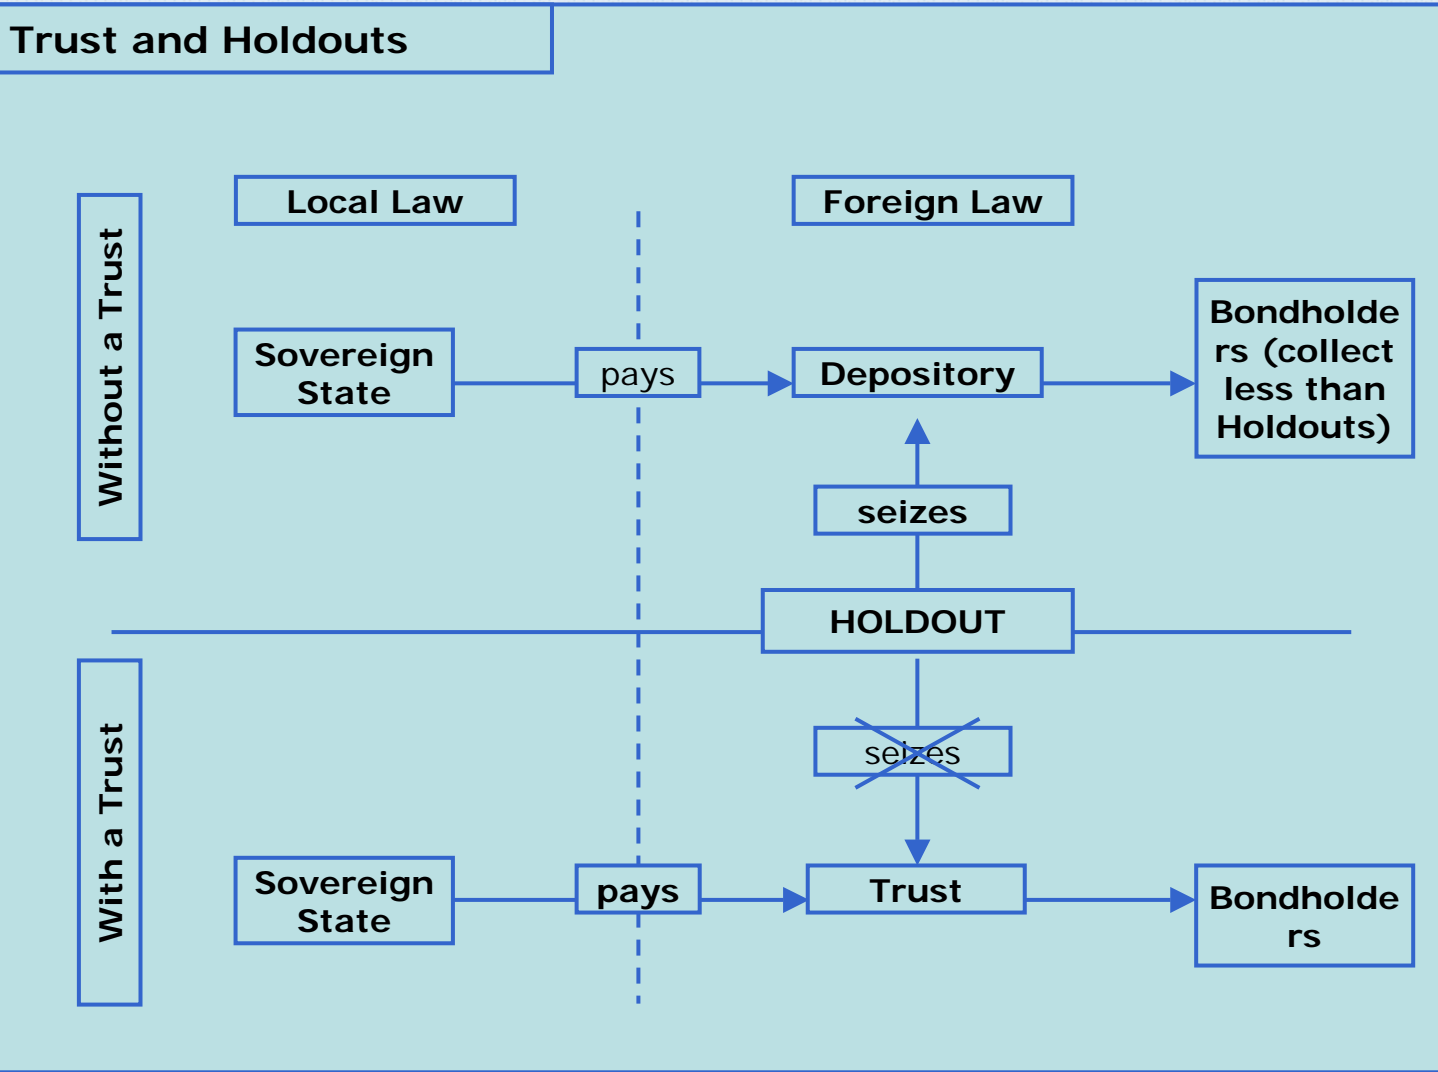 Trust and Holdouts
Local Law
Foreign Law
Without a Trust
Sovereign
State
pays
Depository
Bondholde
rs (collect
less than
Holdouts)
seizes
HOLDOUT
With a Trust
seizes
Sovereign
State
pays
Trust
Bondholde
rs